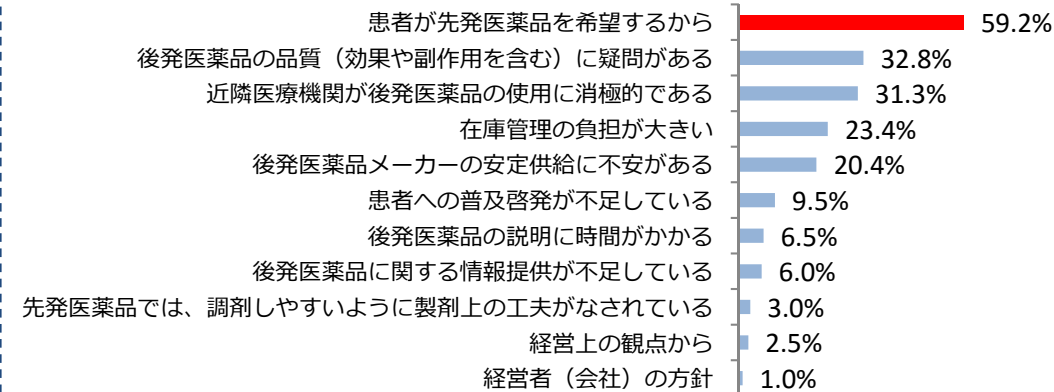 患者が先発医薬品を希望するから 59.2%
後発医薬品の品質（効果や副作用を含む）に疑問がある 32.8%
近隣医療機関が後発医薬品の使用に消極的である 31.3%
在庫管理の負担が大きい 23.4%
後発医薬品メーカーの安定供給に不安がある 20.4%
患者への普及啓発が不足している 9.5%
後発医薬品の説明に時間がかかる 6.5%
後発医薬品に関する情報提供が不足している 6.0%
先発医薬品では、調剤しやすいように製剤上の工夫がなされている 3.0%
経営上の観点から 2.5%
経営者（会社）の方針 1.0%